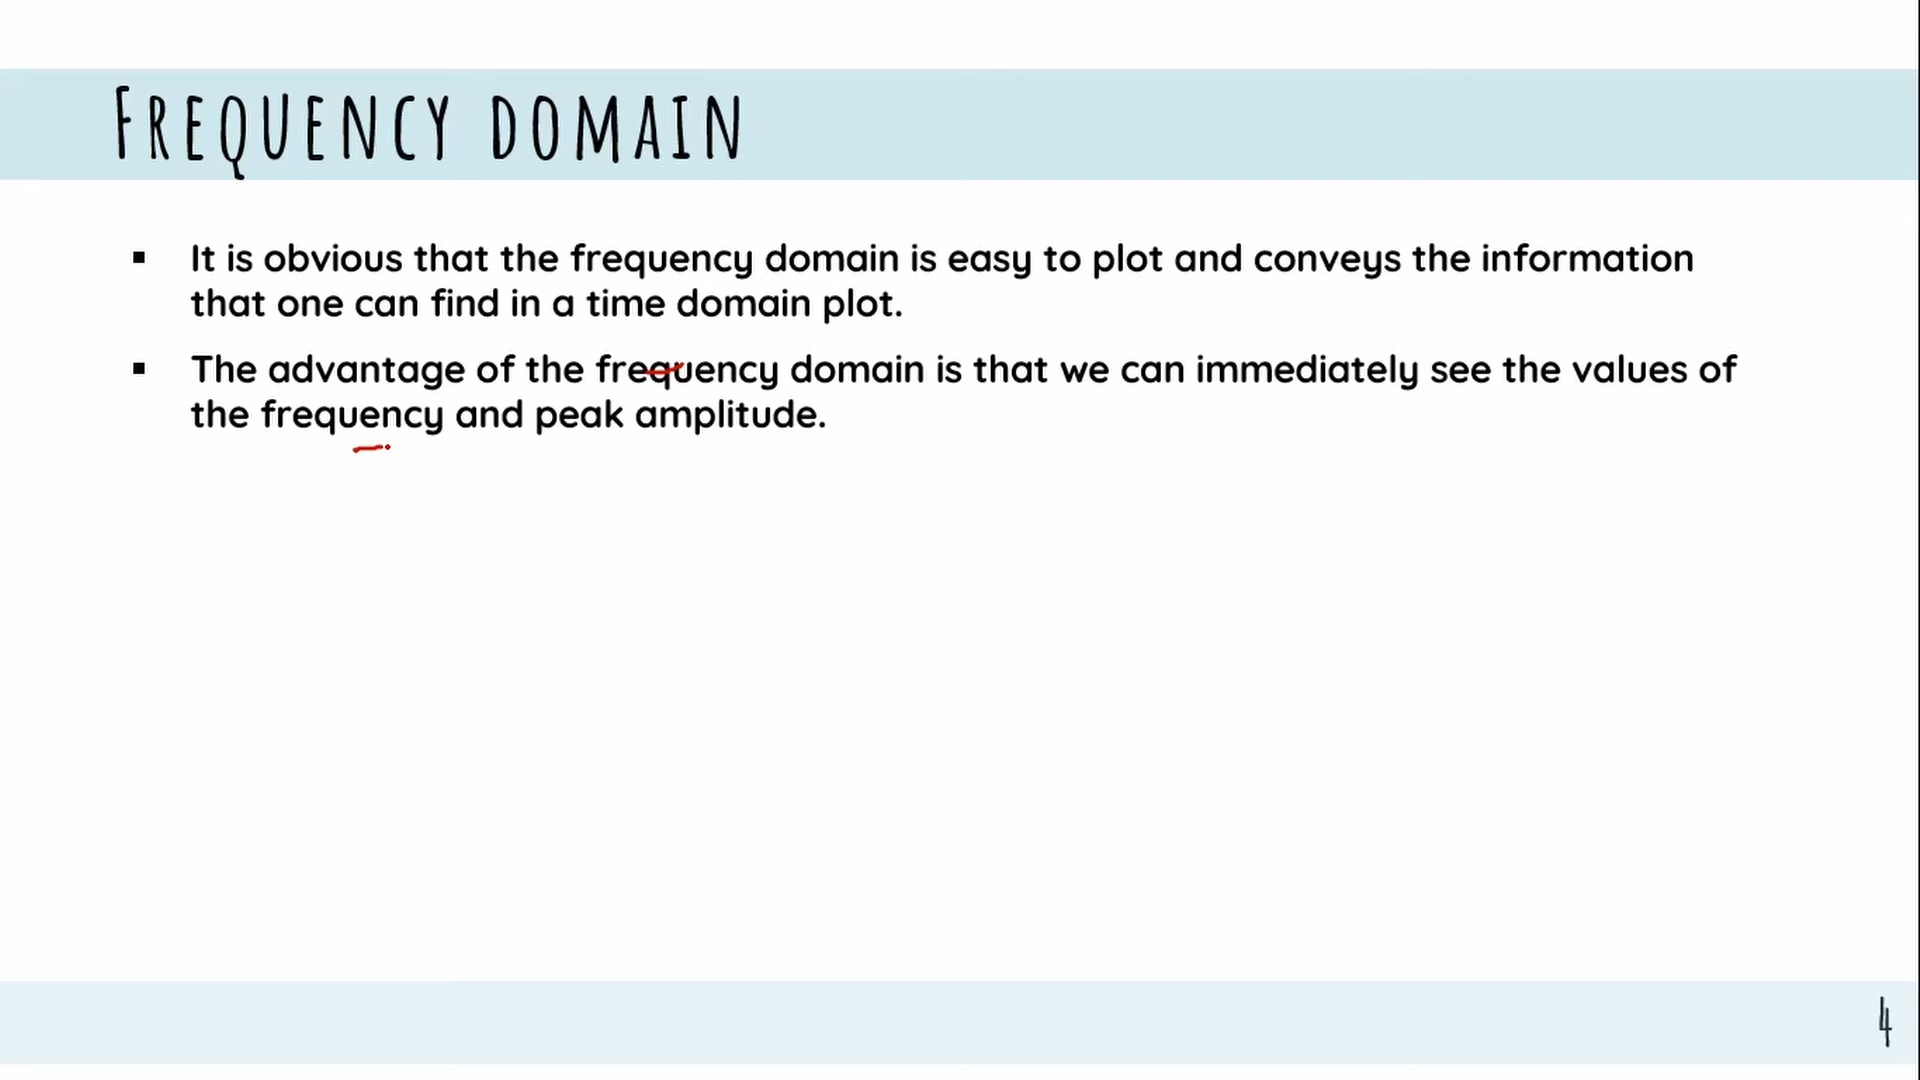 FREQUENCY DOMAIN
▪ It is obvious that the frequency domain is easy to plot and conveys the information
that one can find in a time domain plot.
▪ The advantage of the frequency domain is that we can immediately see the values of
the frequency and peak amplitude.
4